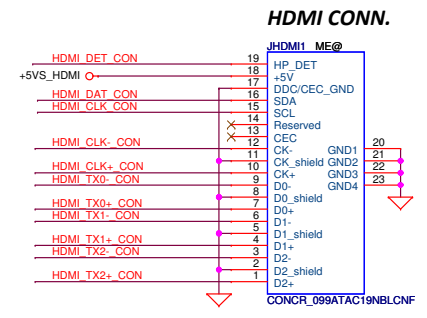 HDMI CONN.
JHDMI1 ME@
HDMI_DET_CON 19 HP_DET
+5VS_HDMI 18 +5V
17 DDC/CEC_GND
HDMI_DAT_CON 16 SDA
HDMI_CLK_CON 15 SCL
14 Reserved
13 CEC
HDMI_CLK-_CON 12 CK- GND1 20
11 CK_shield GND2 21
HDMI_CLK+_CON 10 CK+ GND3 22
HDMI_TX0-_CON 9 D0- GND4 23
8 D0_shield
HDMI_TX0+_CON 7 D0+
HDMI_TX1-_CON 6 D1-
5 D1_shield
HDMI_TX1+_CON 4 D1+
HDMI_TX2-_CON 3 D2-
2 D2_shield
HDMI_TX2+_CON 1 D2+
CONCR_099ATAC19NBLCNF